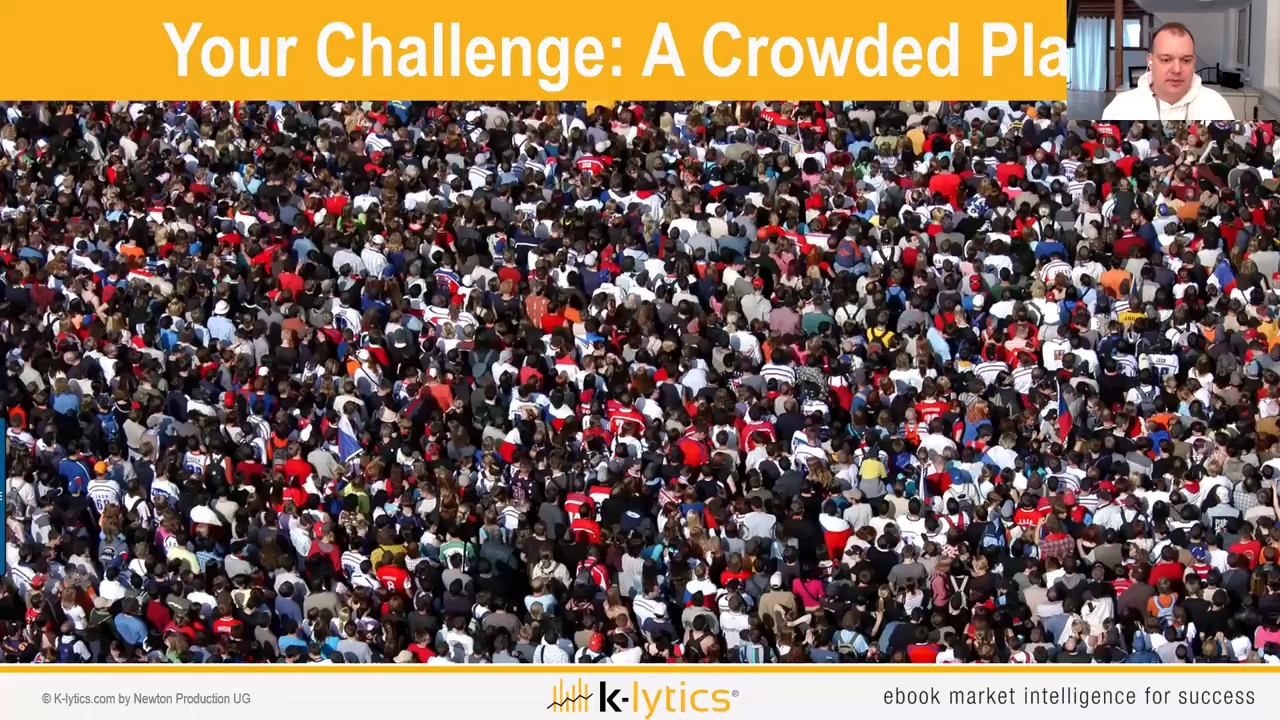 Your Challenge: A Crowded Pla
© K-lytics.com by Newton Production UG
k-lytics®
ebook market intelligence for success